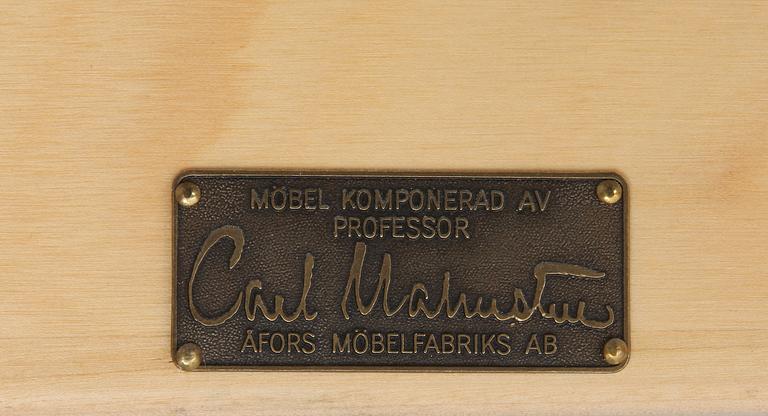 MÖBEL KOMPONERAD AV
PROFESSOR
Carl Malmsten
ÅFORS MÖBELFABRIKS AB